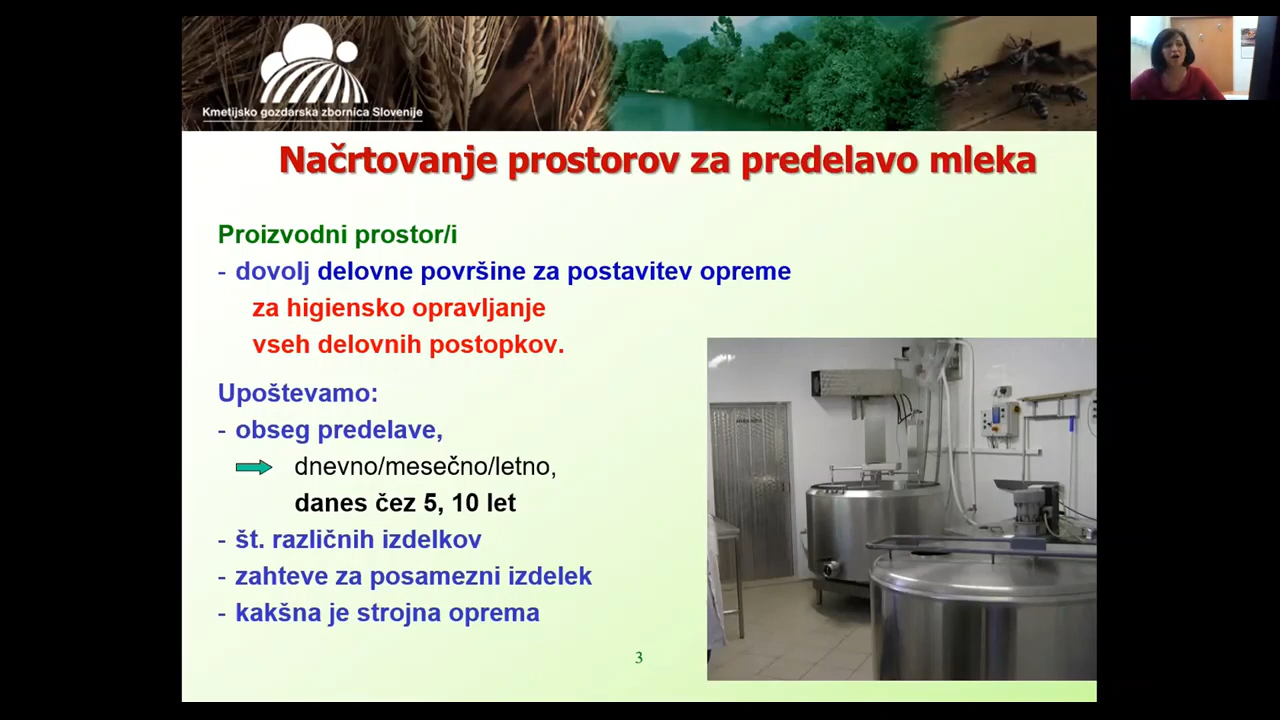 Kmetijsko gozdarska zbornica Slovenije
Načrtovanje prostorov za predelavo mleka
Proizvodni prostor/i
- dovolj delovne površine za postavitev opreme
za higiensko opravljanje
vseh delovnih postopkov.
Upoštevamo:
- obseg predelave,
dnevno/mesečno/letno,
danes čez 5, 10 let
- št. različnih izdelkov
- zahteve za posamezni izdelek
- kakšna je strojna oprema
3